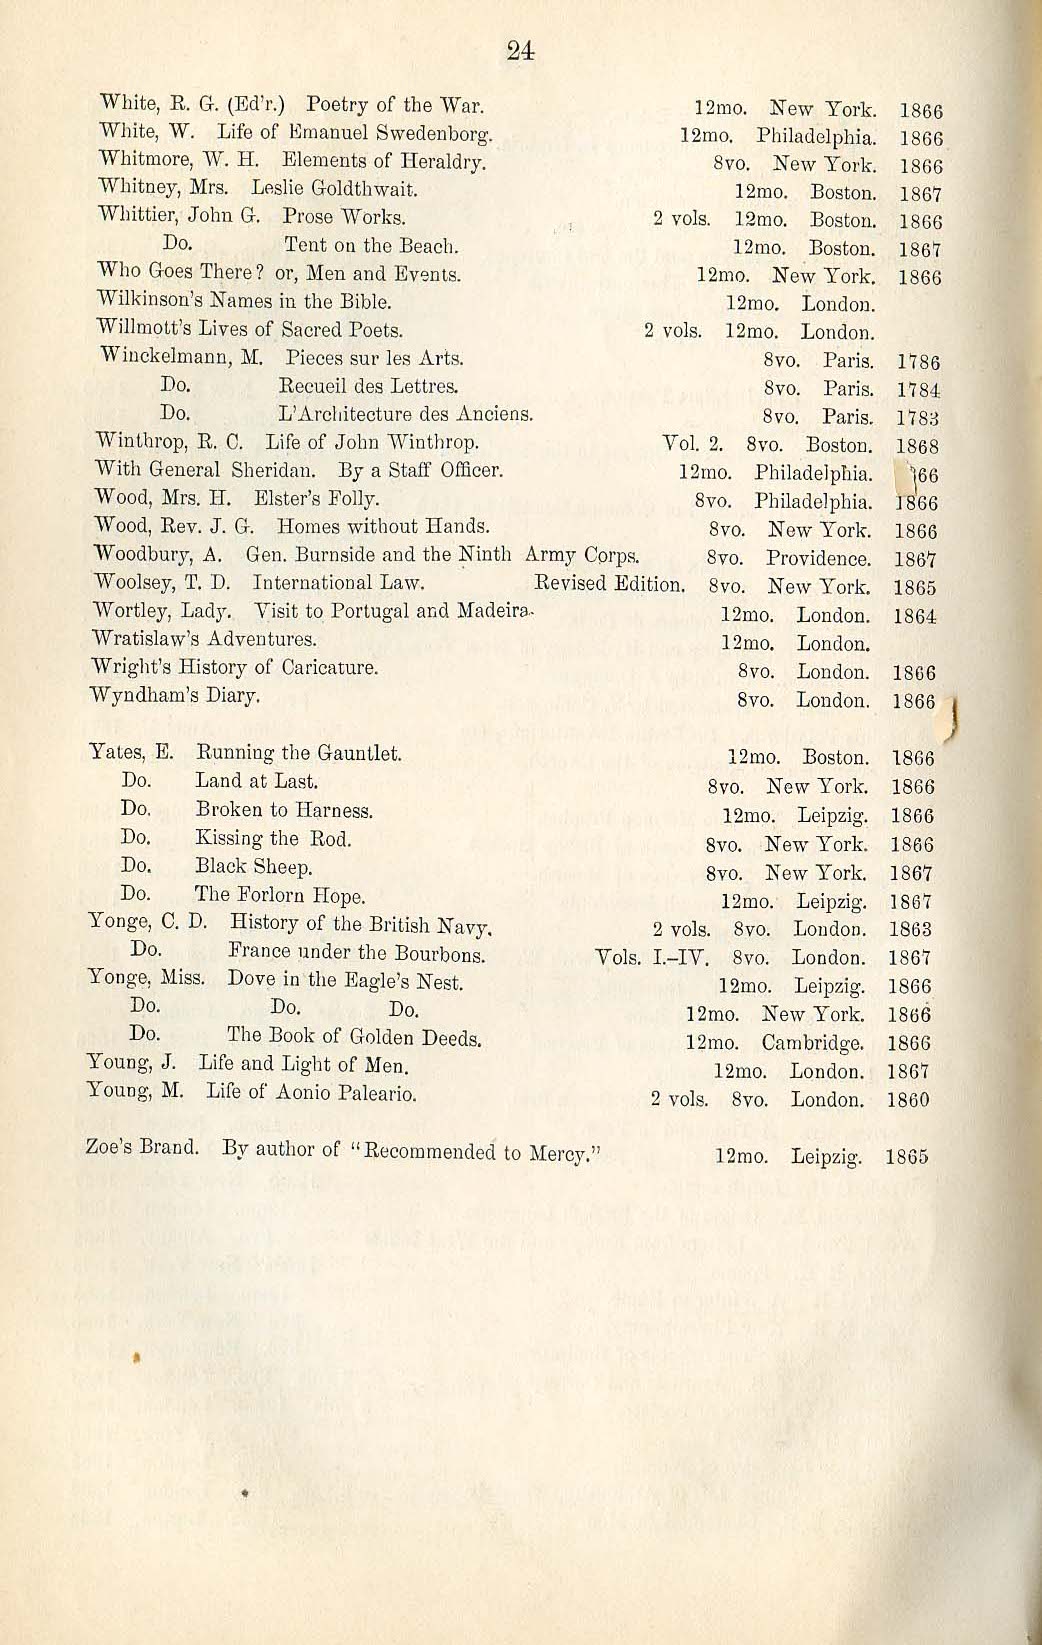 24
White, R. G. (Ed'r.) Poetry of the War. 12mo. New York. 1866
White, W. Life of Emanuel Swedenborg. 12mo. Philadelphia. 1866
Whitmore, W. H. Elements of Heraldry. 8vo. New York. 1866
Whitney, Mrs. Leslie Goldthwait. 12mo. Boston. 1867
Whittier, John G. Prose Works. 2 vols. 12mo. Boston. 1866
Do. Tent on the Beach. 12mo. Boston. 1867
Who Goes There? or, Men and Events. 12mo. New York. 1866
Wilkinson's Names in the Bible. 12mo. London.
Willmott's Lives of Sacred Poets. 2 vols. 12mo. London.
Winckelmann, M. Pieces sur les Arts. 8vo. Paris. 1786
Do. Recueil des Lettres. 8vo. Paris. 1784
Do. L'Architecture des Anciens. 8vo. Paris. 1783
Winthrop, R. C. Life of John Winthrop. Vol. 2. 8vo. Boston. 1868
With General Sheridan. By a Staff Officer. 12mo. Philadelphia. 66
Wood, Mrs. H. Elster's Folly. 8vo. Philadelphia. 1866
Wood, Rev. J. G. Homes without Hands. 8vo. New York. 1866
Woodbury, A. Gen. Burnside and the Ninth Army Corps. 8vo. Providence. 1867
Woolsey, T. D. International Law. Revised Edition. 8vo. New York. 1865
Wortley, Lady. Visit to Portugal and Madeira. 12mo. London. 1864
Wratislaw's Adventures. 12mo. London.
Wright's History of Caricature. 8vo. London. 1866
Wyndham's Diary. 8vo. London. 1866
Yates, E. Running the Gauntlet. 12mo. Boston. 1866
Do. Land at Last. 8vo. New York. 1866
Do. Broken to Harness. 12mo. Leipzig. 1866
Do. Kissing the Rod. 8vo. New York. 1866
Do. Black Sheep. 8vo. New York. 1867
Do. The Forlorn Hope. 12mo. Leipzig. 1867
Yonge, C. D. History of the British Navy. 2 vols. 8vo. London. 1863
Do. France under the Bourbons. Vols. I.–IV. 8vo. London. 1867
Yonge, Miss. Dove in the Eagle's Nest. 12mo. Leipzig. 1866
Do. Do. Do. 12mo. New York. 1866
Do. The Book of Golden Deeds. 12mo. Cambridge. 1866
Young, J. Life and Light of Men. 12mo. London. 1867
Young, M. Life of Aonio Paleario. 2 vols. 8vo. London. 1860
Zoe's Brand. By author of "Recommended to Mercy." 12mo. Leipzig. 1865